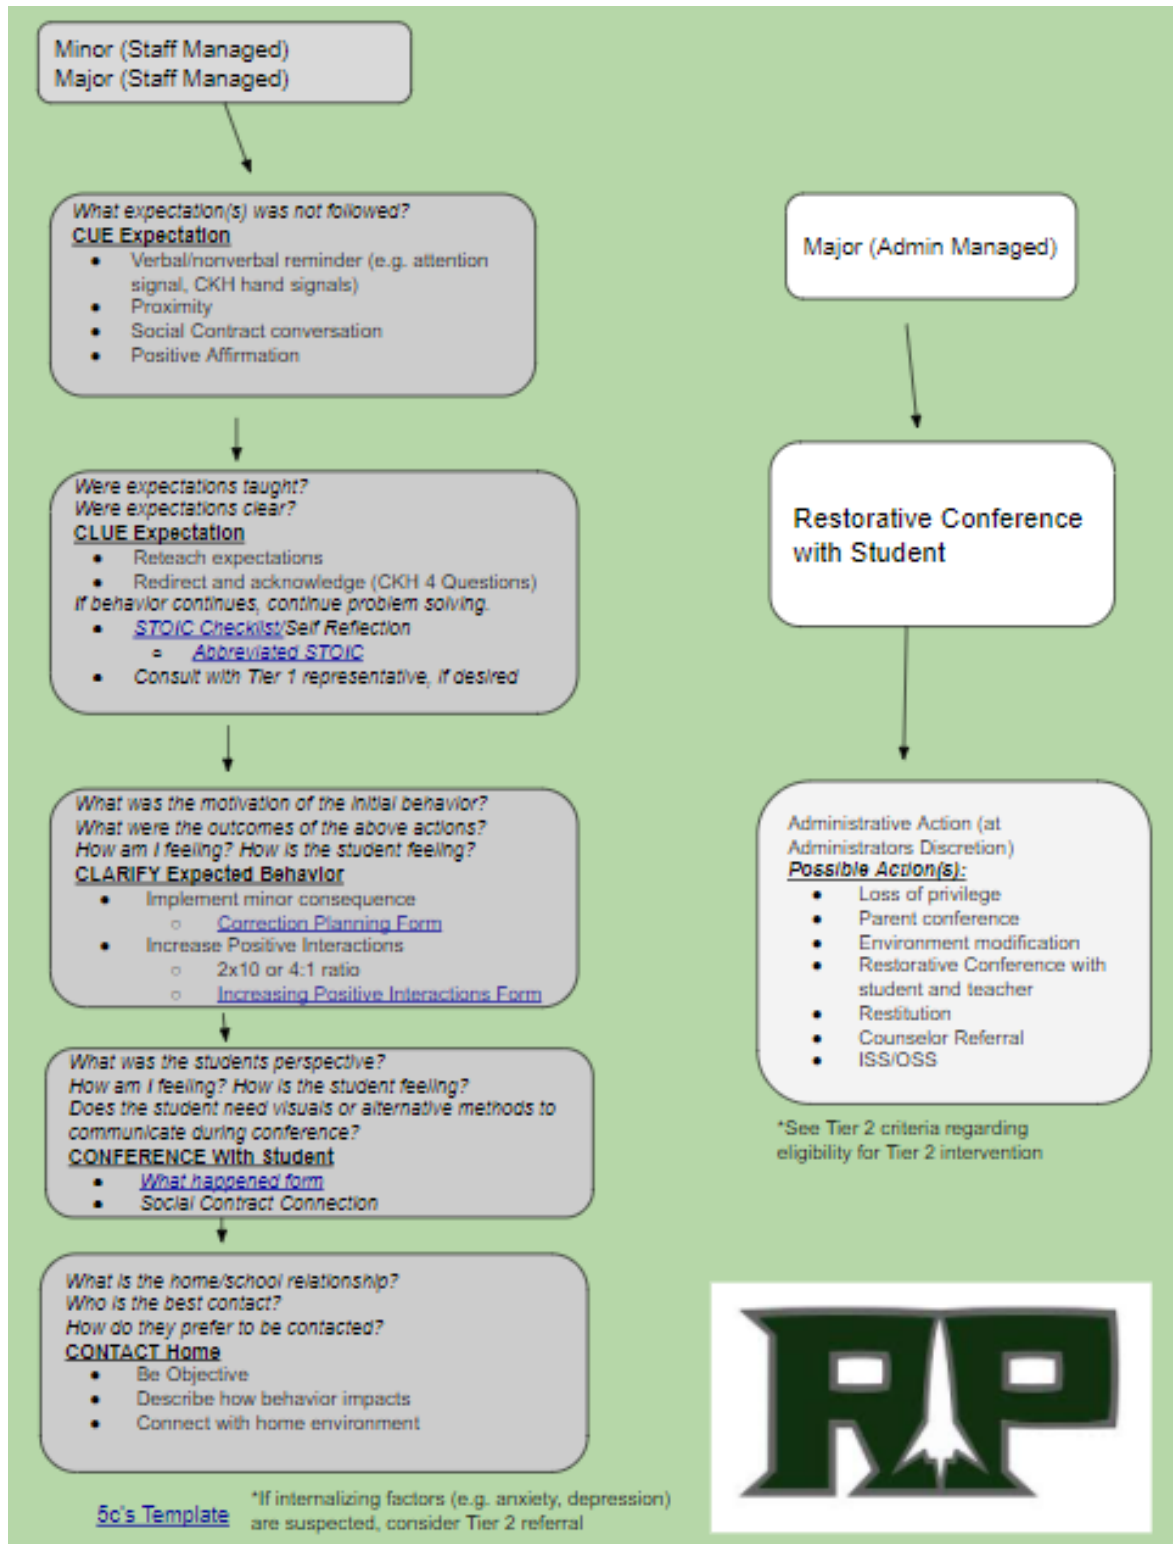 Minor (Staff Managed)
Major (Staff Managed)
What expectation(s) was not followed?
CUE Expectation
● Verbal/nonverbal reminder (e.g. attention
signal, CKH hand signals)
● Proximity
● Social Contract conversation
● Positive Affirmation
Were expectations taught?
Were expectations clear?
CLUE Expectation
● Reteach expectations
● Redirect and acknowledge (CKH 4 Questions)
If behavior continues, continue problem solving.
● STOIC Checklist/Self Reflection
○ Abbreviated STOIC
● Consult with Tier 1 representative, if desired
What was the motivation of the initial behavior?
What were the outcomes of the above actions?
How am I feeling? How is the student feeling?
CLARIFY Expected Behavior
● Implement minor consequence
○ Correction Planning Form
● Increase Positive Interactions
○ 2x10 or 4:1 ratio
○ Increasing Positive Interactions Form
What was the students perspective?
How am I feeling? How is the student feeling?
Does the student need visuals or alternative methods to
communicate during conference?
CONFERENCE With Student
● What happened form
● Social Contract Connection
What is the home/school relationship?
Who is the best contact?
How do they prefer to be contacted?
CONTACT Home
● Be Objective
● Describe how behavior impacts
● Connect with home environment
5c's Template
*If internalizing factors (e.g. anxiety, depression)
are suspected, consider Tier 2 referral
Major (Admin Managed)
Restorative Conference
with Student
Administrative Action (at
Administrators Discretion)
Possible Action(s):
● Loss of privilege
● Parent conference
● Environment modification
● Restorative Conference with
student and teacher
● Restitution
● Counselor Referral
● ISS/OSS
*See Tier 2 criteria regarding
eligibility for Tier 2 intervention
RP